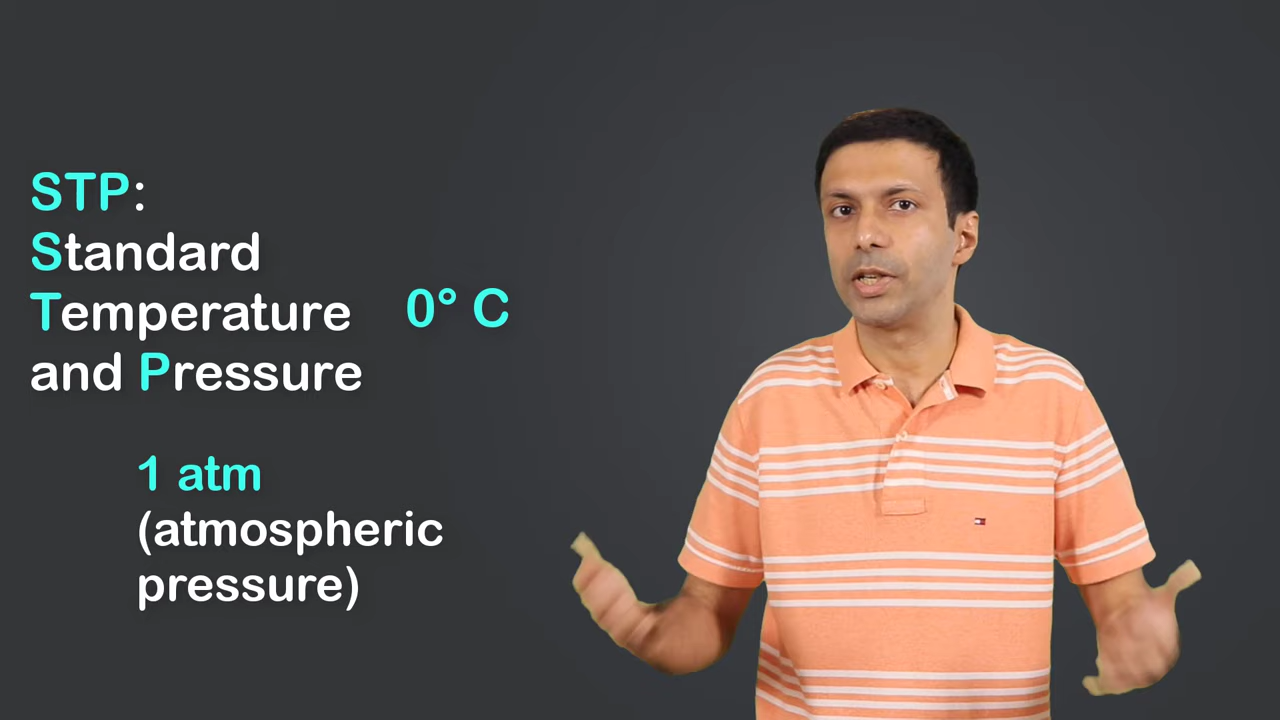 STP:
Standard
Temperature 0° C
and Pressure
1 atm
(atmospheric
pressure)